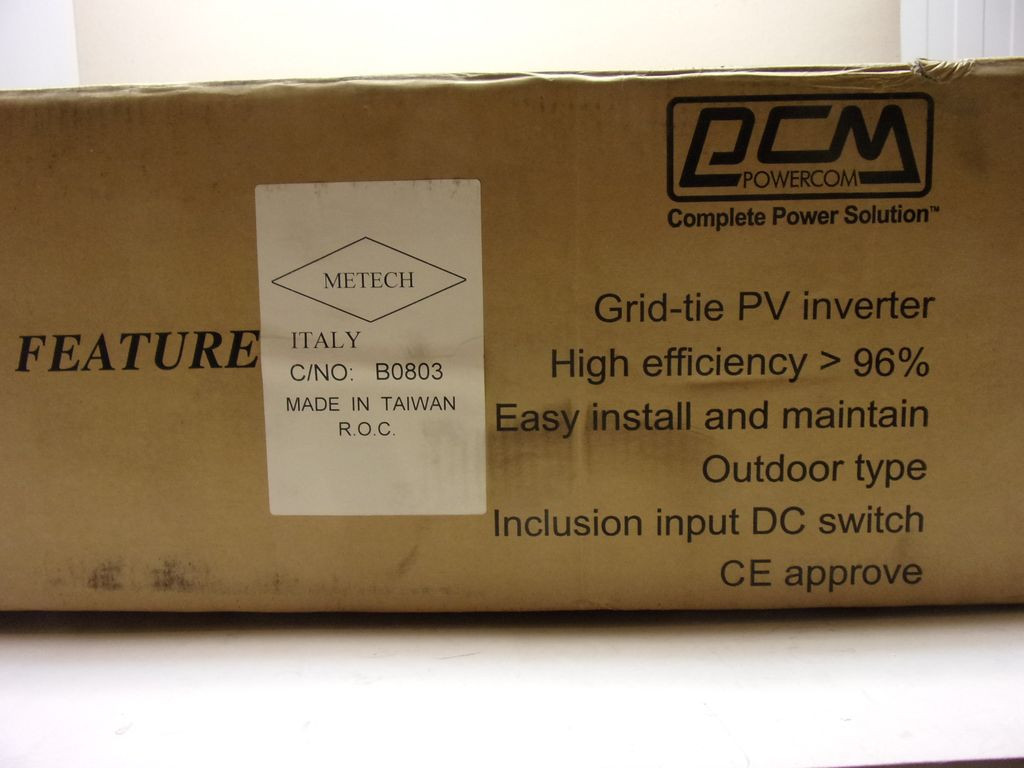 PCM
POWERCOM
Complete Power Solution™
FEATURE
METECH
ITALY
C/NO: B0803
MADE IN TAIWAN
R.O.C.
Grid-tie PV inverter
High efficiency > 96%
Easy install and maintain
Outdoor type
Inclusion input DC switch
CE approve